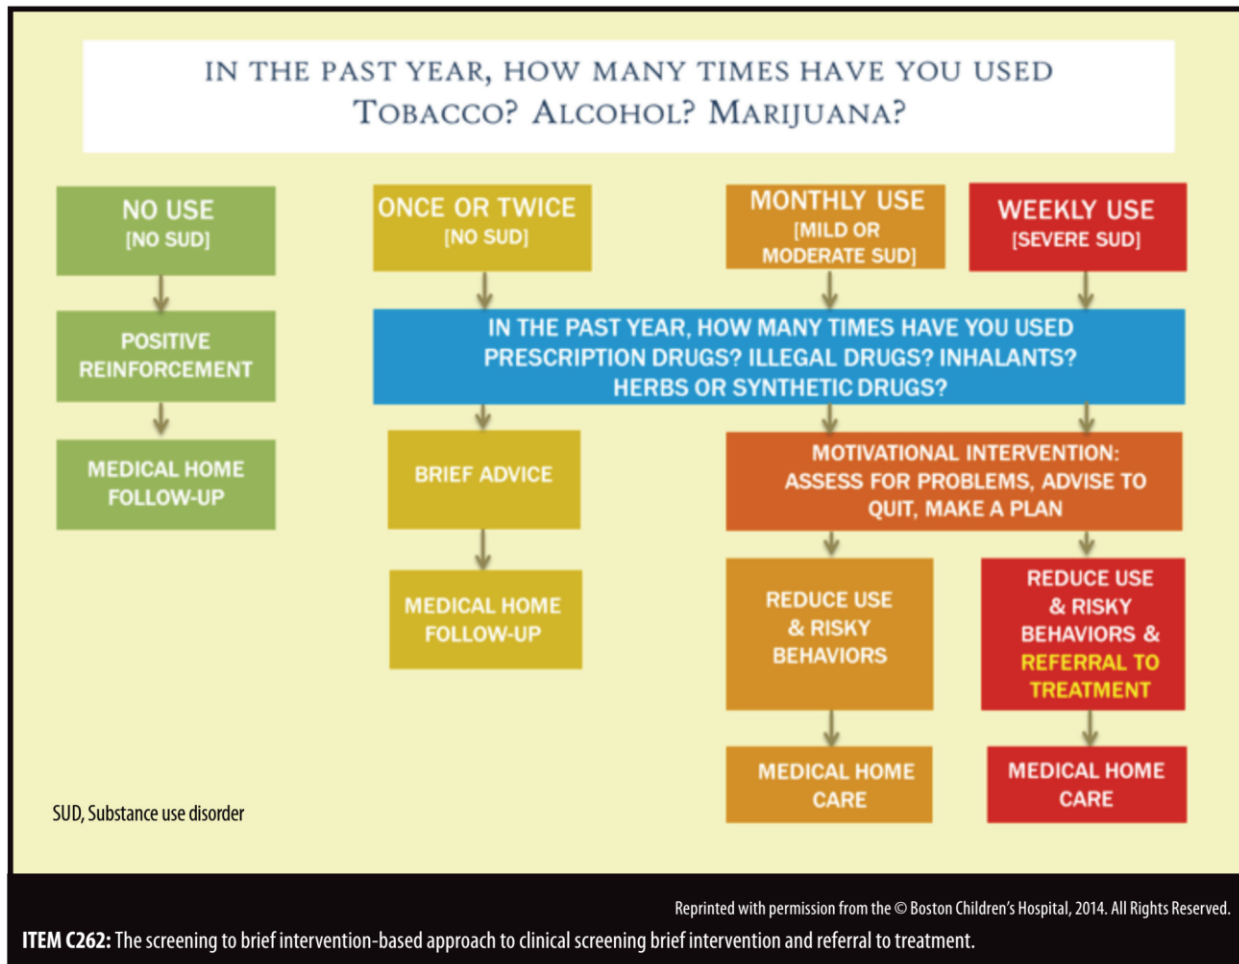 IN THE PAST YEAR, HOW MANY TIMES HAVE YOU USED
TOBACCO? ALCOHOL? MARIJUANA?
NO USE
[NO SUD]
POSITIVE
REINFORCEMENT
MEDICAL HOME
FOLLOW-UP
ONCE OR TWICE
[NO SUD]
MONTHLY USE
[MILD OR
MODERATE SUD]
WEEKLY USE
[SEVERE SUD]
IN THE PAST YEAR, HOW MANY TIMES HAVE YOU USED
PRESCRIPTION DRUGS? ILLEGAL DRUGS? INHALANTS?
HERBS OR SYNTHETIC DRUGS?
BRIEF ADVICE
MEDICAL HOME
FOLLOW-UP
MOTIVATIONAL INTERVENTION:
ASSESS FOR PROBLEMS, ADVISE TO
QUIT, MAKE A PLAN
REDUCE USE
& RISKY
BEHAVIORS
MEDICAL HOME
CARE
REDUCE USE
& RISKY
BEHAVIORS &
REFERRAL TO
TREATMENT
MEDICAL HOME
CARE
SUD, Substance use disorder
Reprinted with permission from the © Boston Children's Hospital, 2014. All Rights Reserved.
ITEM C262: The screening to brief intervention-based approach to clinical screening brief intervention and referral to treatment.